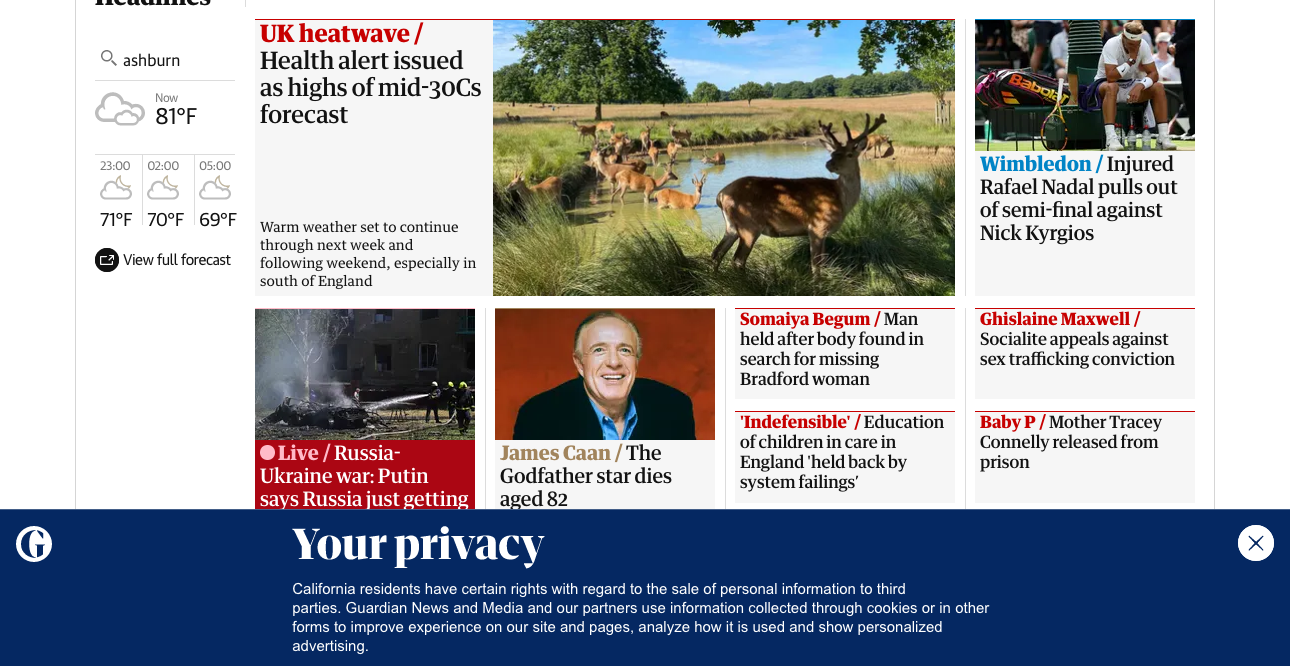 Headlines
ashburn
Now
81°F
23:00
02:00
05:00
71°F
70°F
69°F
View full forecast
UK heatwave /
Health alert issued
as highs of mid-30Cs
forecast
Warm weather set to continue
through next week and
following weekend, especially in
south of England
Babolat
Wimbledon / Injured
Rafael Nadal pulls out
of semi-final against
Nick Kyrgios
Live / Russia-
Ukraine war: Putin
says Russia just getting
James Caan / The
Godfather star dies
aged 82
Somaiya Begum / Man
held after body found in
search for missing
Bradford woman
'Indefensible' / Education
of children in care in
England 'held back by
system failings'
Ghislaine Maxwell /
Socialite appeals against
sex trafficking conviction
Baby P / Mother Tracey
Connelly released from
prison
G
Your privacy
California residents have certain rights with regard to the sale of personal information to third
parties. Guardian News and Media and our partners use information collected through cookies or in other
forms to improve experience on our site and pages, analyze how it is used and show personalized
advertising.